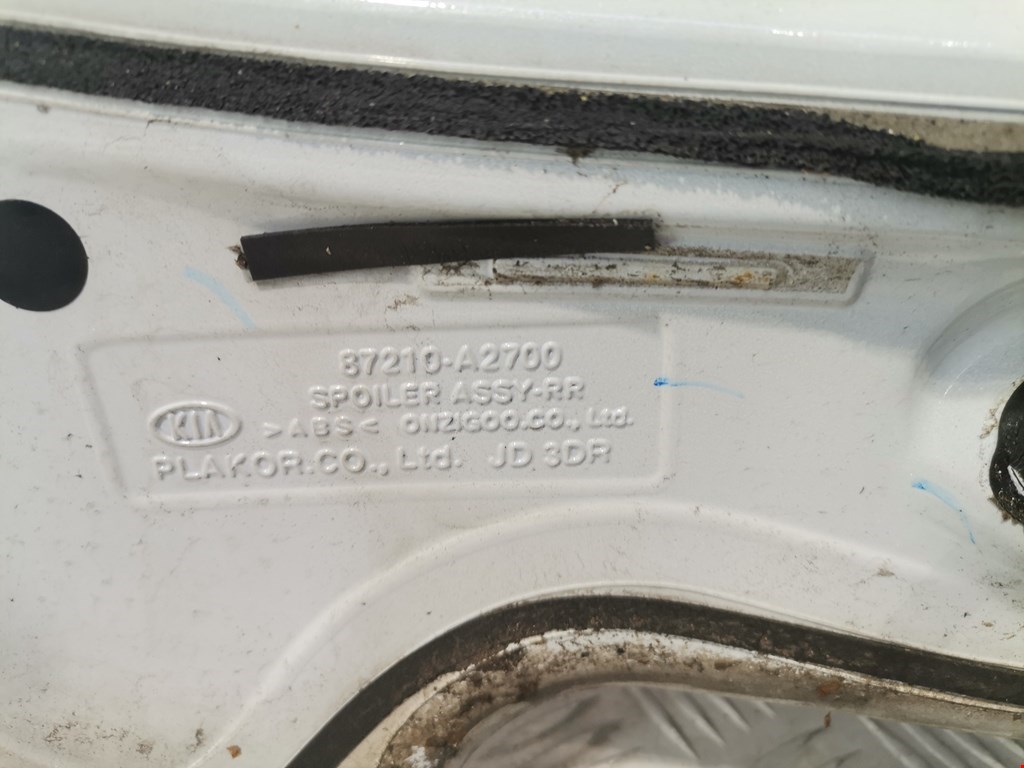 87210-A2700
SPOILER ASSY-RR
KIA >ABS< ONZIGOO.CO., Ltd.
PLAKOR.CO., Ltd. JD 3DR